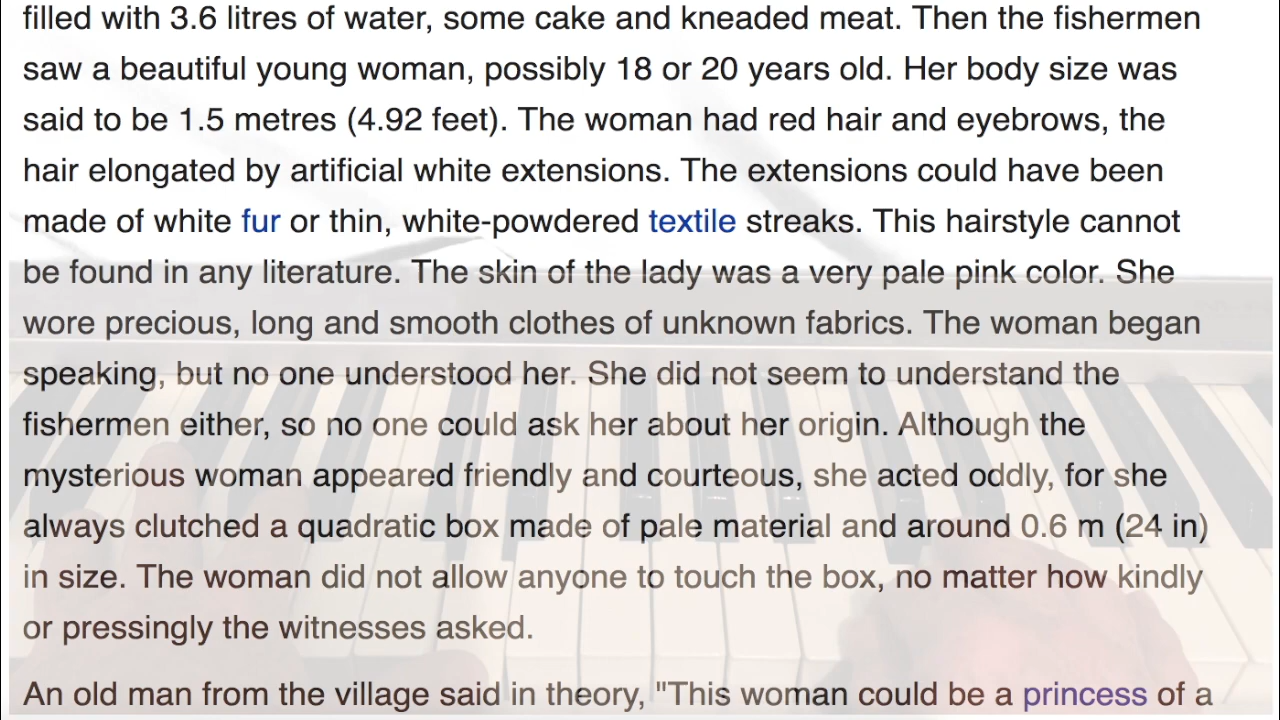 filled with 3.6 litres of water, some cake and kneaded meat. Then the fishermen
saw a beautiful young woman, possibly 18 or 20 years old. Her body size was
said to be 1.5 metres (4.92 feet). The woman had red hair and eyebrows, the
hair elongated by artificial white extensions. The extensions could have been
made of white fur or thin, white-powdered textile streaks. This hairstyle cannot
be found in any literature. The skin of the lady was a very pale pink color. She
wore precious, long and smooth clothes of unknown fabrics. The woman began
speaking, but no one understood her. She did not seem to understand the
fishermen either, so no one could ask her about her origin. Although the
mysterious woman appeared friendly and courteous, she acted oddly, for she
always clutched a quadratic box made of pale material and around 0.6 m (24 in)
in size. The woman did not allow anyone to touch the box, no matter how kindly
or pressingly the witnesses asked.
An old man from the village said in theory, "This woman could be a princess of a